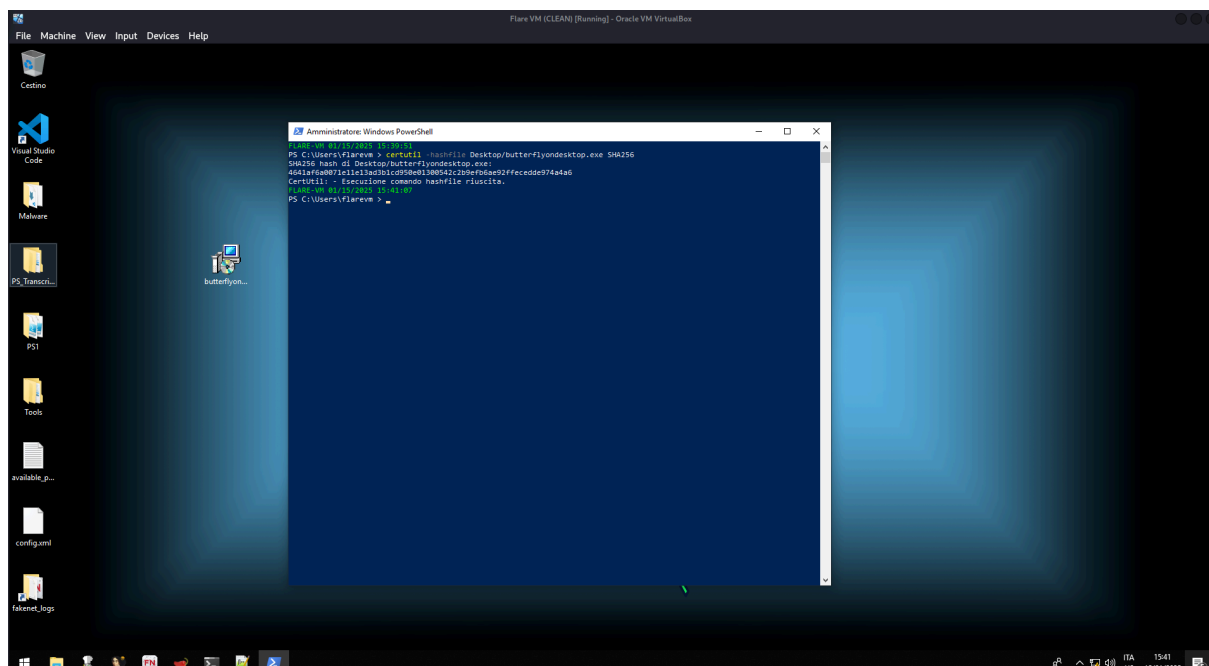 Flare VM (CLEAN) [Running] - Oracle VM VirtualBox
File Machine View Input Devices Help
Cestino
Visual Studio
Code
Malware
PS_Transcri...
PS1
Tools
available_p...
config.xml
fakenet_logs
butterflyon...
Amministratore: Windows PowerShell
FLARE-VM 01/15/2025 15:39:51
PS C:\Users\flarevm > certutil -hashfile Desktop/butterflyondesktop.exe SHA256
SHA256 hash di Desktop/butterflyondesktop.exe:
4641af6a0071e11e13ad3b1cd950e01300542c2b9efb6ae92ffecedde974a4a6
CertUtil: - Esecuzione comando hashfile riuscita.
FLARE-VM 01/15/2025 15:41:07
PS C:\Users\flarevm > _
FN
ITA
15:41